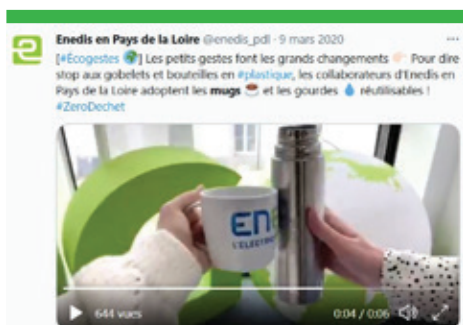 Enedis en Pays de la Loire @enedis_pdl · 9 mars 2020
[#Ecogestes 🌍] Les petits gestes font les grands changements 👉🏻 Pour dire
stop aux gobelets et bouteilles en #plastique, les collaborateurs d'Enedis en
Pays de la Loire adoptent les mugs ☕ et les gourdes 💧 réutilisables !
#ZeroDechet
EN
L'ELECTRI
644 vues
0:04 / 0:06